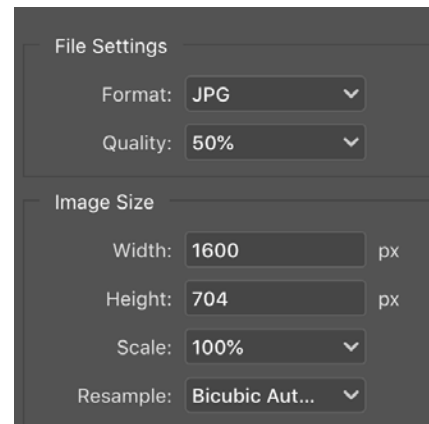 File Settings
Format: JPG
Quality: 50%
Image Size
Width: 1600 px
Height: 704 px
Scale: 100%
Resample: Bicubic Aut...